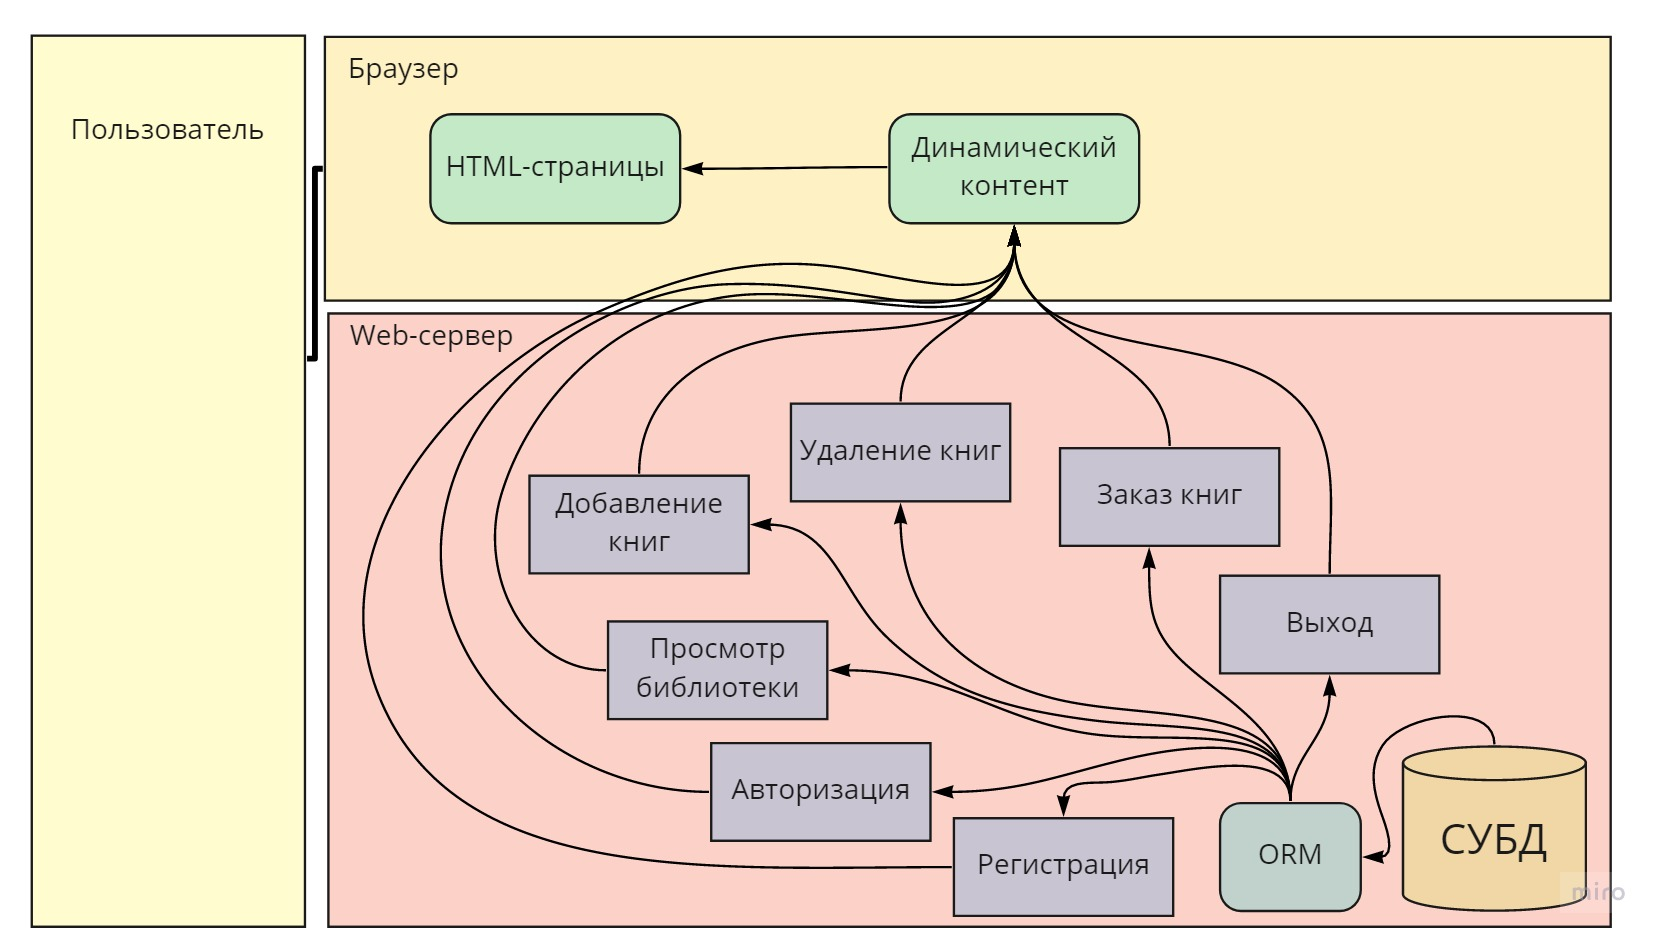 Пользователь
Браузер
HTML-страницы
Динамический
контент
Web-сервер
Удаление книг
Заказ книг
Добавление
книг
Выход
Просмотр
библиотеки
Авторизация
Регистрация
ORM
СУБД
miro